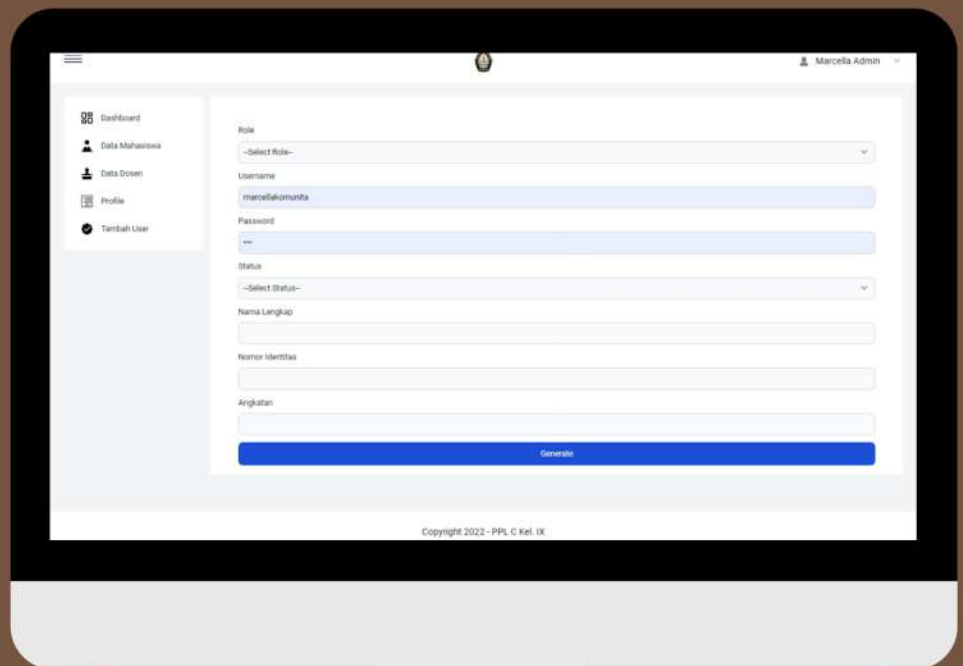 Marcella Admin
Dashboard
Data Mahasiswa
Data Dosen
Profile
Tambah User
Role
--Select Role--
Username
marcellakomunita
Password
•••
Status
--Select Status--
Nama Lengkap
Nomor Identitas
Angkatan
Generate
Copyright 2022 - PPL C Kel. IX